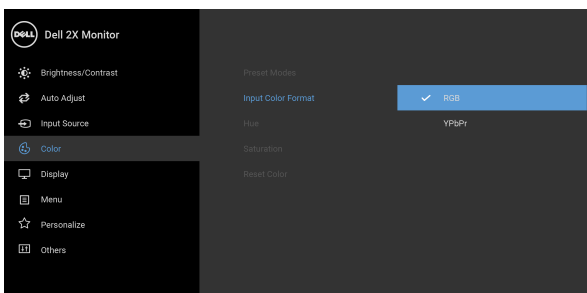 DELL Dell 2X Monitor
Brightness/Contrast
Auto Adjust
Input Source
Color
Display
Menu
Personalize
Others
Preset Modes
Input Color Format
Hue
Saturation
Reset Color
RGB
YPbPr